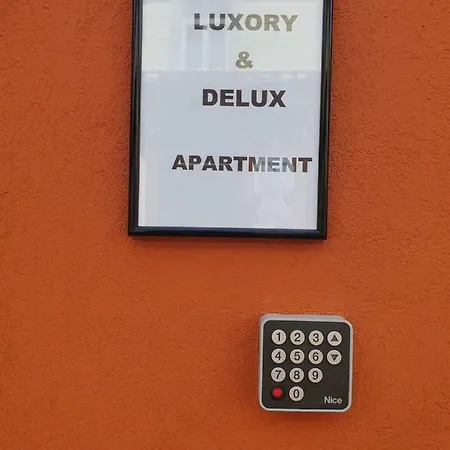 LUXORY
&
DELUX
APARTMENT
1 2 3 ▲
4 5 6 ▼
7 8 9
0
Nice